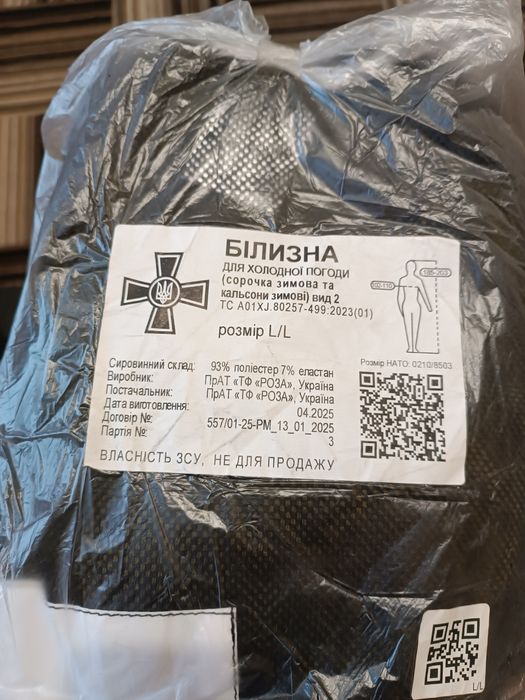 БІЛИЗНА
ДЛЯ ХОЛОДНОЇ ПОГОДИ
(сорочка зимова та
кальсони зимові) вид 2
ТС А01XJ.80257-499:2023(01)
розмір L/L
185-203
Розмір НАТО: 0210/8503
Сировинний склад: 93% поліестер 7% еластан
Виробник: ПрАТ «ТФ «РОЗА», Україна
Постачальник: ПрАТ «ТФ «РОЗА», Україна
Дата виготовлення: 04.2025
Договір №: 557/01-25-РМ_13_01_2025
Партія №: 3
ВЛАСНІСТЬ ЗСУ, НЕ ДЛЯ ПРОДАЖУ
L/L